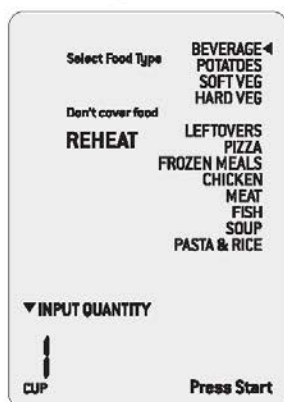 Select Food Type
BEVERAGE◀
POTATOES
SOFT VEG
HARD VEG
Don't cover food
REHEAT
LEFTOVERS
PIZZA
FROZEN MEALS
CHICKEN
MEAT
FISH
SOUP
PASTA & RICE
▼INPUT QUANTITY
1
CUP
Press Start